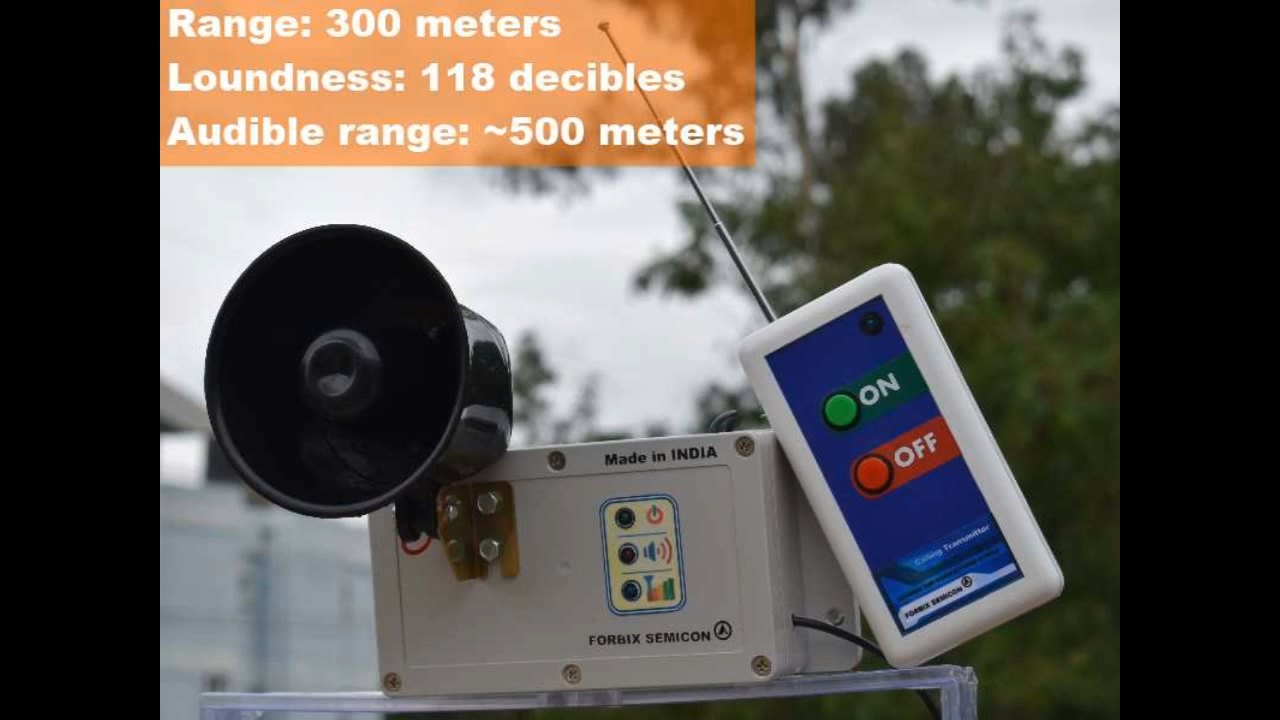 Range: 300 meters
Loundness: 118 decibles
Audible range: ~500 meters
Made in INDIA
FORBIX SEMICON
ON
OFF
Calling Transmitter
FORBIX SEMICON